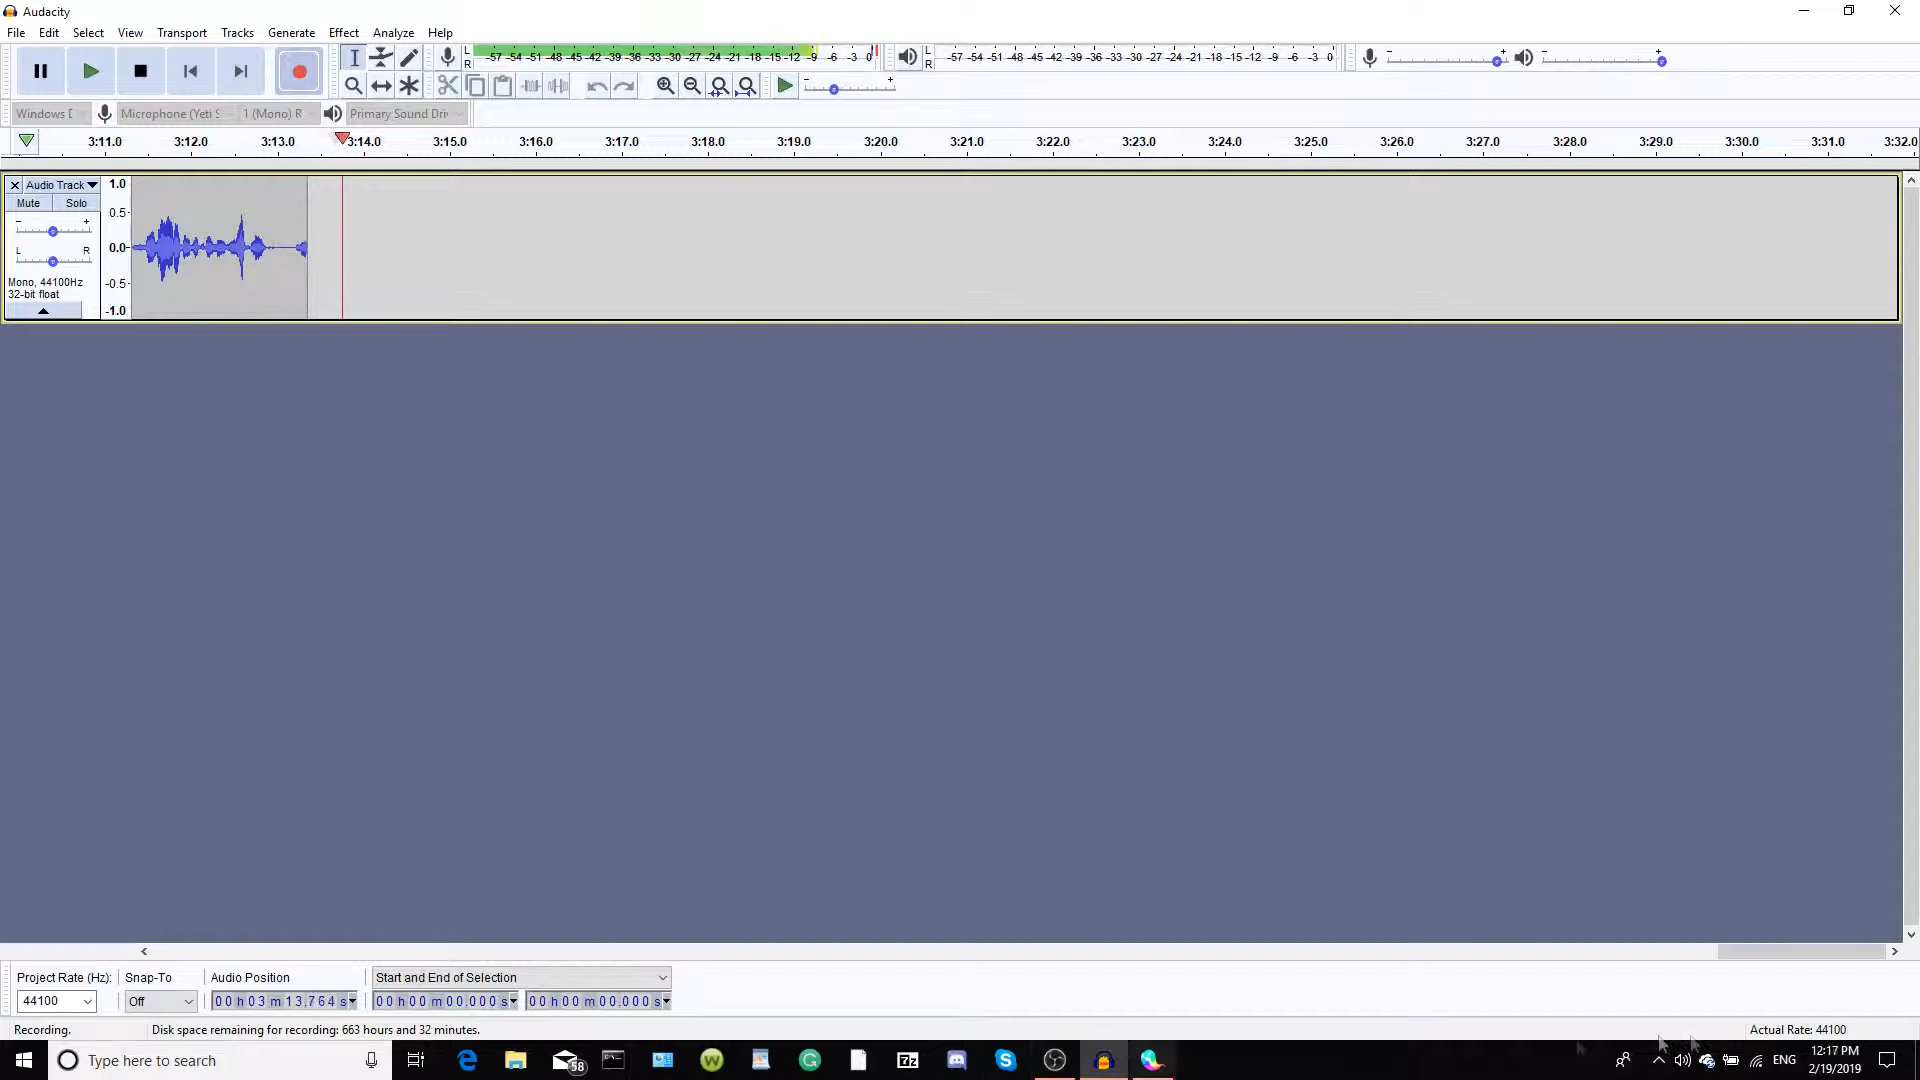 Audacity
File Edit Select View Transport Tracks Generate Effect Analyze Help
L
R
-57 -54 -51 -48 -45 -42 -39 -36 -33 -30 -27 -24 -21 -18 -15 -12 -9 -6 -3 0
L
R
-57 -54 -51 -48 -45 -42 -39 -36 -33 -30 -27 -24 -21 -18 -15 -12 -9 -6 -3 0
- +
- +
- +
Windows Microphone (Yeti 1 (Mono) R Primary Sound Dri
3:11.0 3:12.0 3:13.0 3:14.0 3:15.0 3:16.0 3:17.0 3:18.0 3:19.0 3:20.0 3:21.0 3:22.0 3:23.0 3:24.0 3:25.0 3:26.0 3:27.0 3:28.0 3:29.0 3:30.0 3:31.0 3:32.0
Audio Track
Mute Solo
- +
L R
Mono, 44100Hz
32-bit float
1.0
0.5
0.0
-0.5
-1.0
Project Rate (Hz): Snap-To Audio Position Start and End of Selection
44100 Off 00 h 03 m 13.764 s 00 h 00 m 00.000 s 00 h 00 m 00.000 s
Recording. Disk space remaining for recording: 663 hours and 32 minutes. Actual Rate: 44100
Type here to search
58
7z
ENG
12:17 PM
2/19/2019